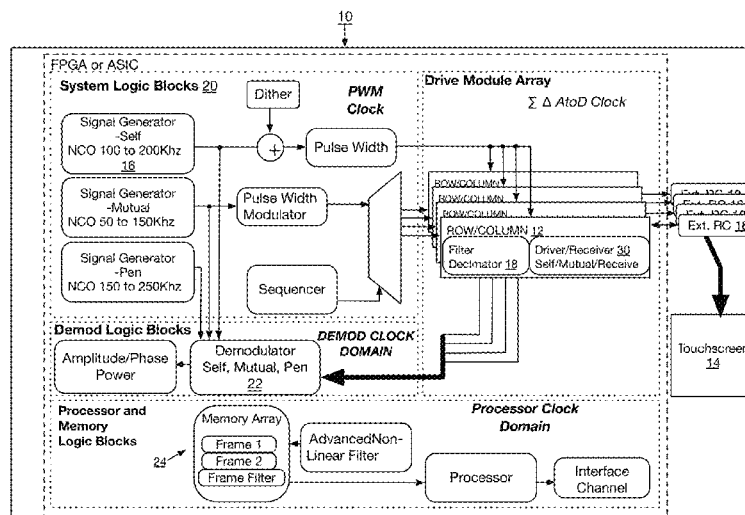 10
FPGA or ASIC
System Logic Blocks 20
Dither
PWM
Clock
Drive Module Array
∑ Δ AtoD Clock
Signal Generator
-Self
NCO 100 to 200Khz
16
+
Pulse Width
Signal Generator
-Mutual
NCO 50 to 150Khz
Pulse Width
Modulator
Signal Generator
-Pen
NCO 150 to 250Khz
Sequencer
ROW/COLUMN
ROW/COLUMN
ROW/COLUMN
ROW/COLUMN 12
Filter
Decimator 18
Driver/Receiver 30
Self/Mutual/Receive
Ext. RC
Ext. RC 18
Touchscreen
14
Demod Logic Blocks
DEMOD CLOCK
DOMAIN
Amplitude/Phase
Power
Demodulator
Self, Mutual, Pen
22
Processor and
Memory
Logic Blocks
24
Memory Array
Frame 1
Frame 2
Frame Filter
AdvancedNon-
Linear Filter
Processor Clock
Domain
Processor
Interface
Channel